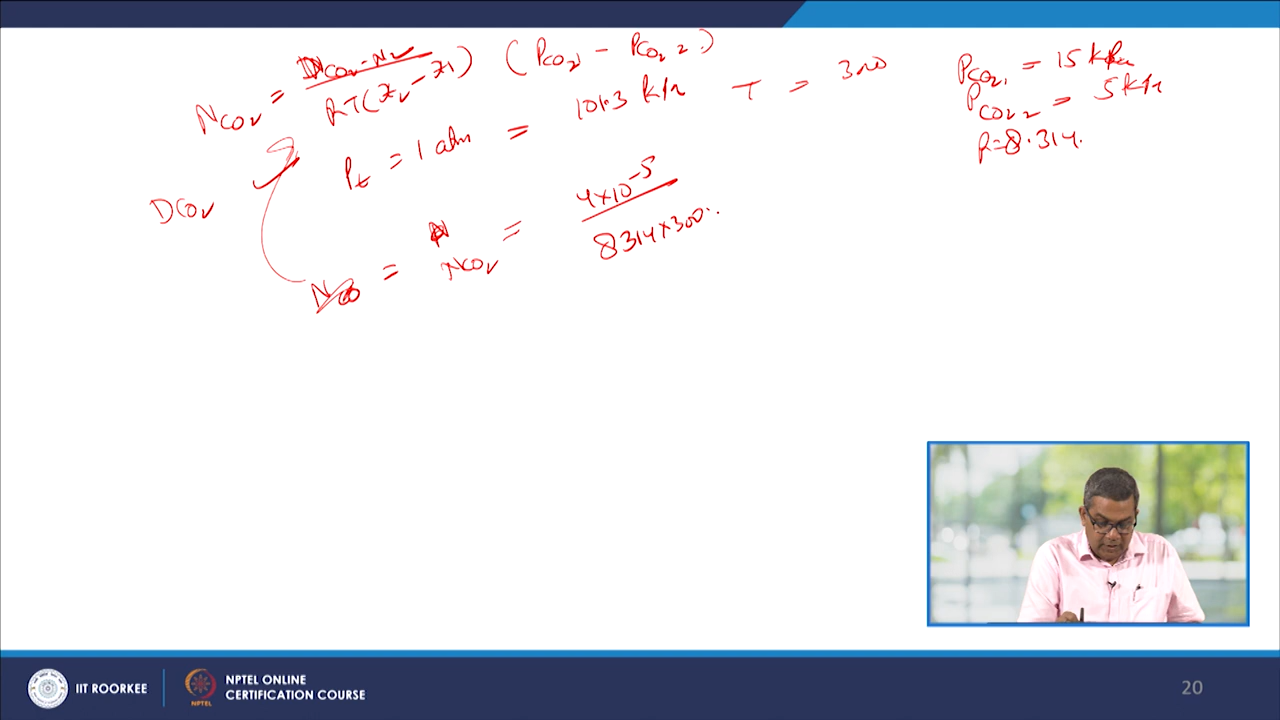 N_CO2 = D_CO2-N2 / RT(z2 - z1) (P_CO2,1 - P_CO2,2)
P_CO2,1 = 15 kPa
P_CO2,2 = 5 kPa
R = 8.314.
Pt = 1 atm = 101.3 kPa T = 300
D_CO2
= N_CO2 = 4×10^-5 / 8314×300
IIT ROORKEE
NPTEL ONLINE
CERTIFICATION COURSE
NPTEL
20